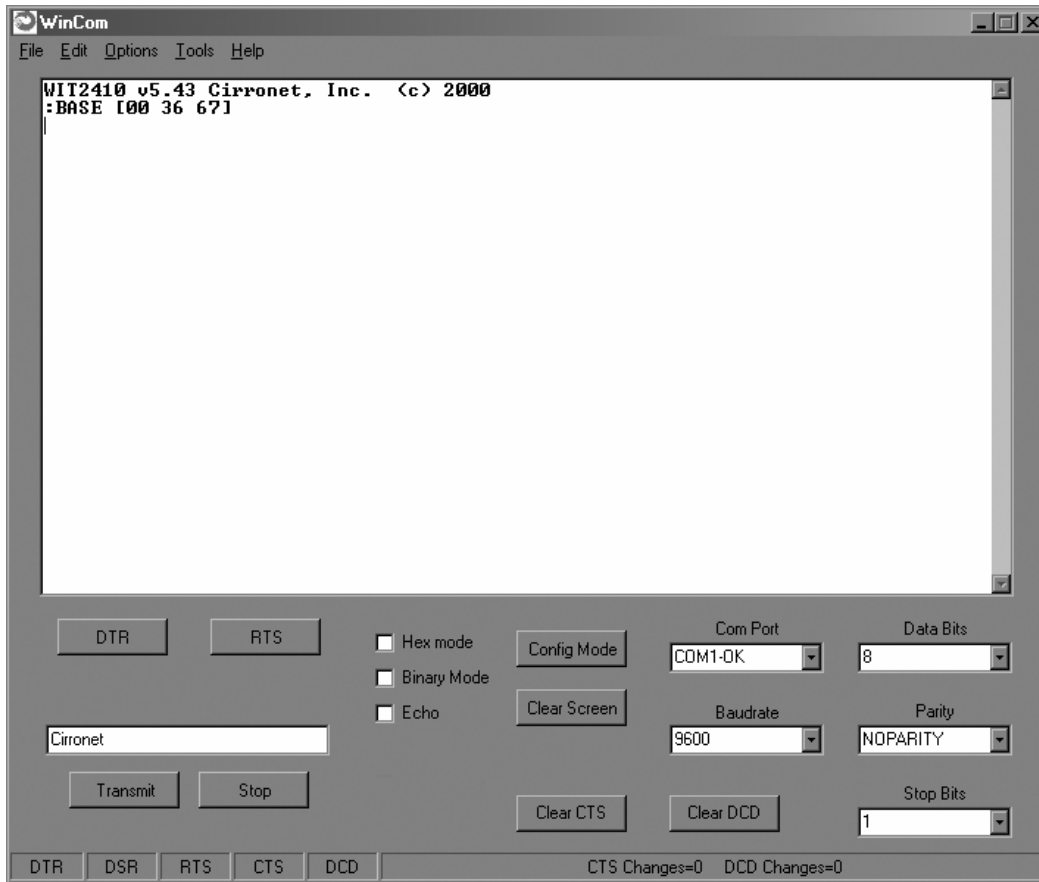 WinCom
File Edit Options Tools Help
WIT2410 v5.43 Cirronet, Inc. (c) 2000
:BASE [00 36 67]
DTR RTS
Hex mode
Binary Mode
Echo
Config Mode
Clear Screen
Com Port
COM1-OK
Data Bits
8
Baudrate
9600
Parity
NOPARITY
Cirronet
Transmit Stop
Clear CTS Clear DCD
Stop Bits
1
DTR DSR RTS CTS DCD CTS Changes=0 DCD Changes=0